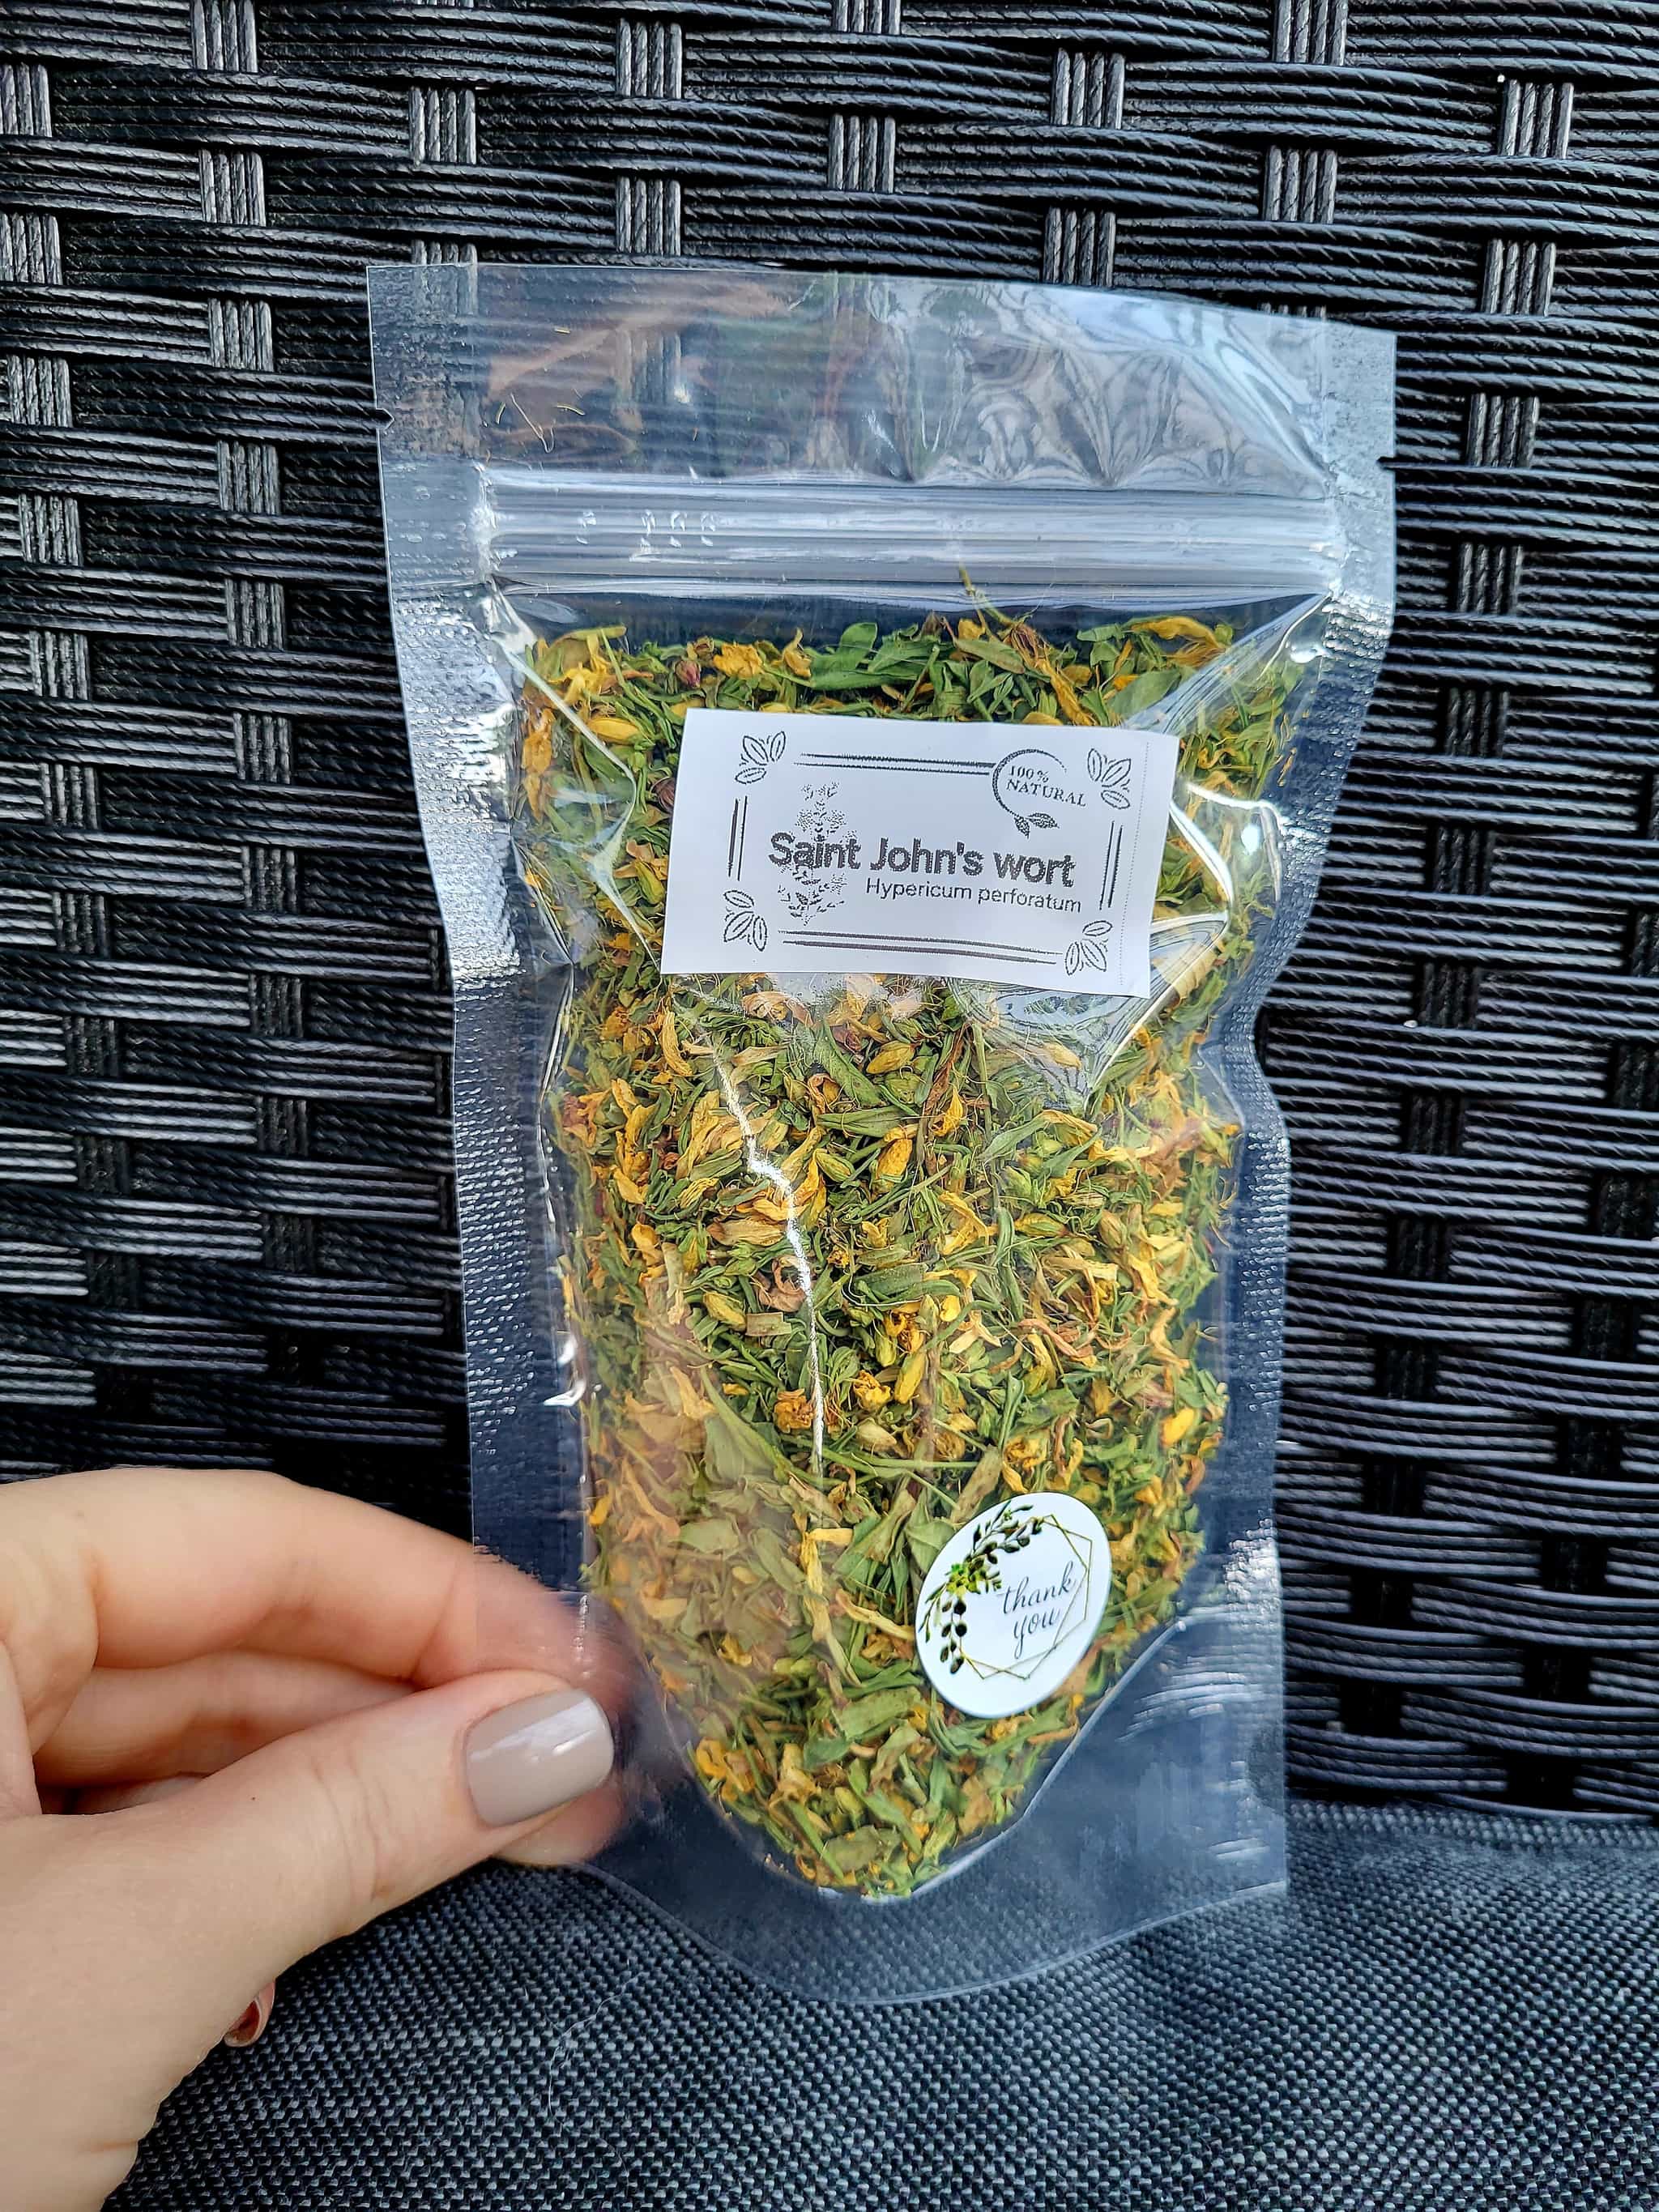 100%
NATURAL
Saint John's wort
Hypericum perforatum
thank
you